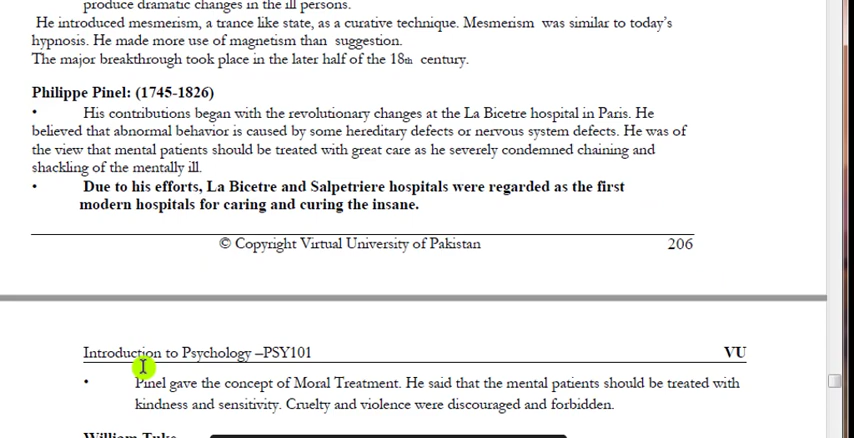 produce dramatic changes in the ill persons.
He introduced mesmerism, a trance like state, as a curative technique. Mesmerism was similar to today's
hypnosis. He made more use of magnetism than suggestion.
The major breakthrough took place in the later half of the 18th century.
Philippe Pinel: (1745-1826)
• His contributions began with the revolutionary changes at the La Bicetre hospital in Paris. He
believed that abnormal behavior is caused by some hereditary defects or nervous system defects. He was of
the view that mental patients should be treated with great care as he severely condemned chaining and
shackling of the mentally ill.
• Due to his efforts, La Bicetre and Salpetriere hospitals were regarded as the first
modern hospitals for caring and curing the insane.
© Copyright Virtual University of Pakistan 206
Introduction to Psychology –PSY101 VU
• Pinel gave the concept of Moral Treatment. He said that the mental patients should be treated with
kindness and sensitivity. Cruelty and violence were discouraged and forbidden.
William Tuke